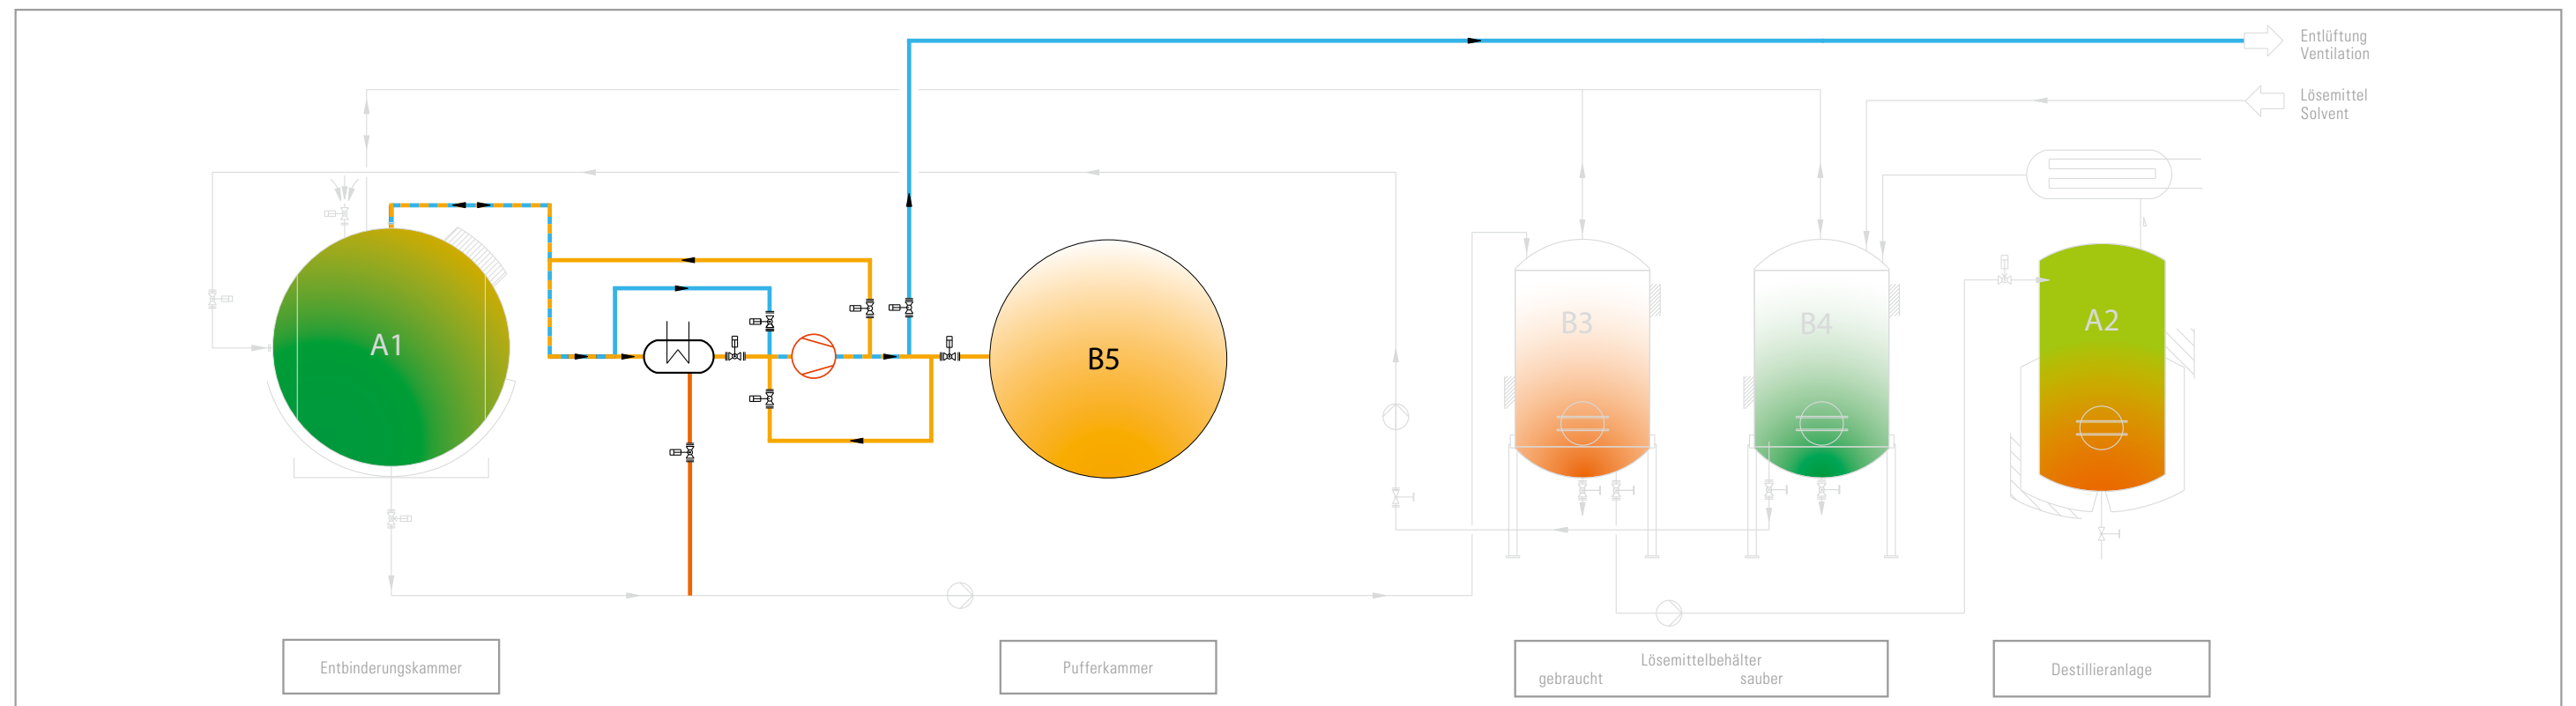 Entlüftung
Ventilation
Lösemittel
Solvent
A1
B5
B3
B4
A2
Entbinderungskammer
Pufferkammer
Lösemittelbehälter
gebraucht sauber
Destillieranlage